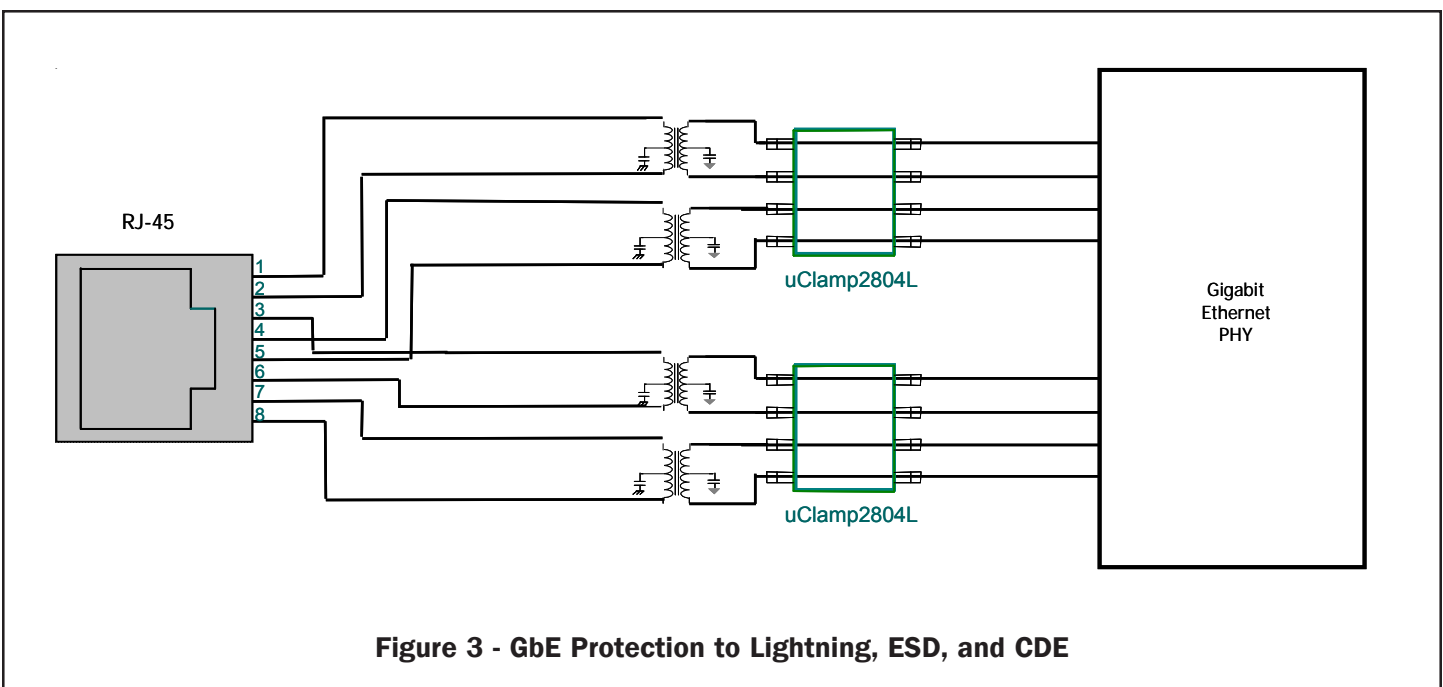 RJ-45
1
2
3
4
5
6
7
8
uClamp2804L
uClamp2804L
Gigabit
Ethernet
PHY
Figure 3 - GbE Protection to Lightning, ESD, and CDE